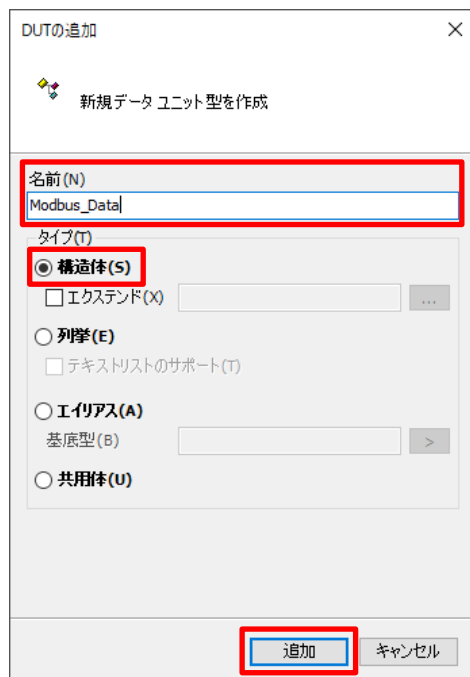 DUTの追加
新規データ ユニット型を作成
名前(N)
Modbus_Data
タイプ(T)
構造体(S)
エクステンド(X)
...
列挙(E)
テキストリストのサポート(T)
エイリアス(A)
基底型(B)
>
共用体(U)
追加
キャンセル